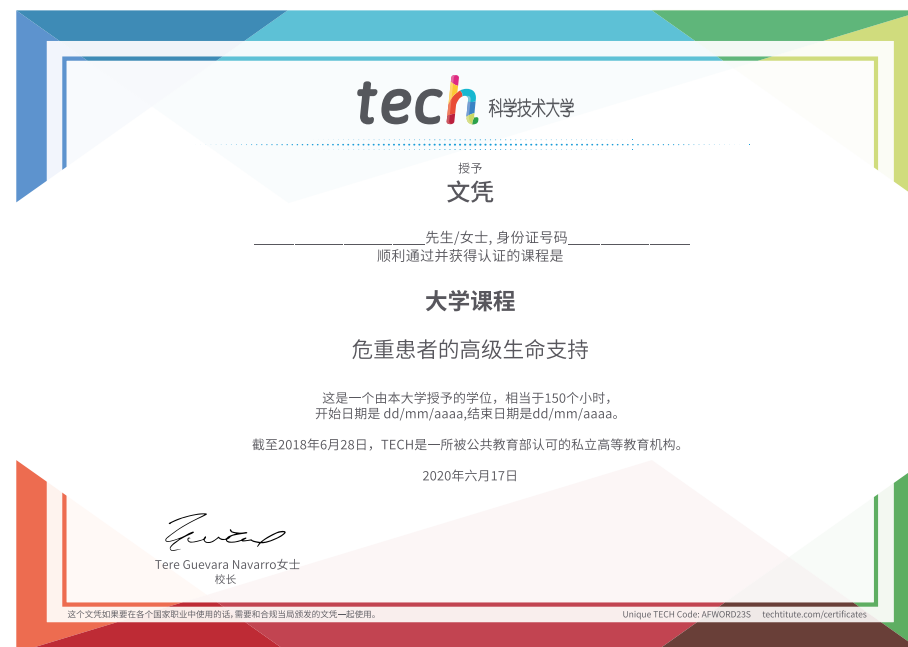 tech 科学技术大学
授予
文凭
先生/女士, 身份证号码
顺利通过并获得认证的课程是
大学课程
危重患者的高级生命支持
这是一个由本大学授予的学位，相当于150个小时，
开始日期是 dd/mm/aaaa,结束日期是dd/mm/aaaa。
截至2018年6月28日，TECH是一所被公共教育部认可的私立高等教育机构。
2020年六月17日
Tere Guevara Navarro女士
校长
这个文凭如果要在各个国家职业中使用的话,需要和合规当局颁发的文凭一起使用。
Unique TECH Code: AFWORD23S techtitute.com/certificates